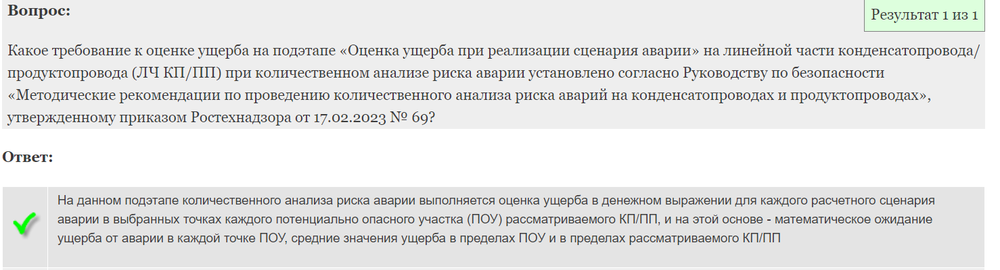 Вопрос:
Результат 1 из 1
Какое требование к оценке ущерба на подэтапе «Оценка ущерба при реализации сценария аварии» на линейной части конденсатопровода/
продуктопровода (ЛЧ КП/ПП) при количественном анализе риска аварии установлено согласно Руководству по безопасности
«Методические рекомендации по проведению количественного анализа риска аварий на конденсатопроводах и продуктопроводах»,
утвержденному приказом Ростехнадзора от 17.02.2023 № 69?
Ответ:
На данном подэтапе количественного анализа риска аварии выполняется оценка ущерба в денежном выражении для каждого расчетного сценария
аварии в выбранных точках каждого потенциально опасного участка (ПОУ) рассматриваемого КП/ПП, и на этой основе - математическое ожидание
ущерба от аварии в каждой точке ПОУ, средние значения ущерба в пределах ПОУ и в пределах рассматриваемого КП/ПП